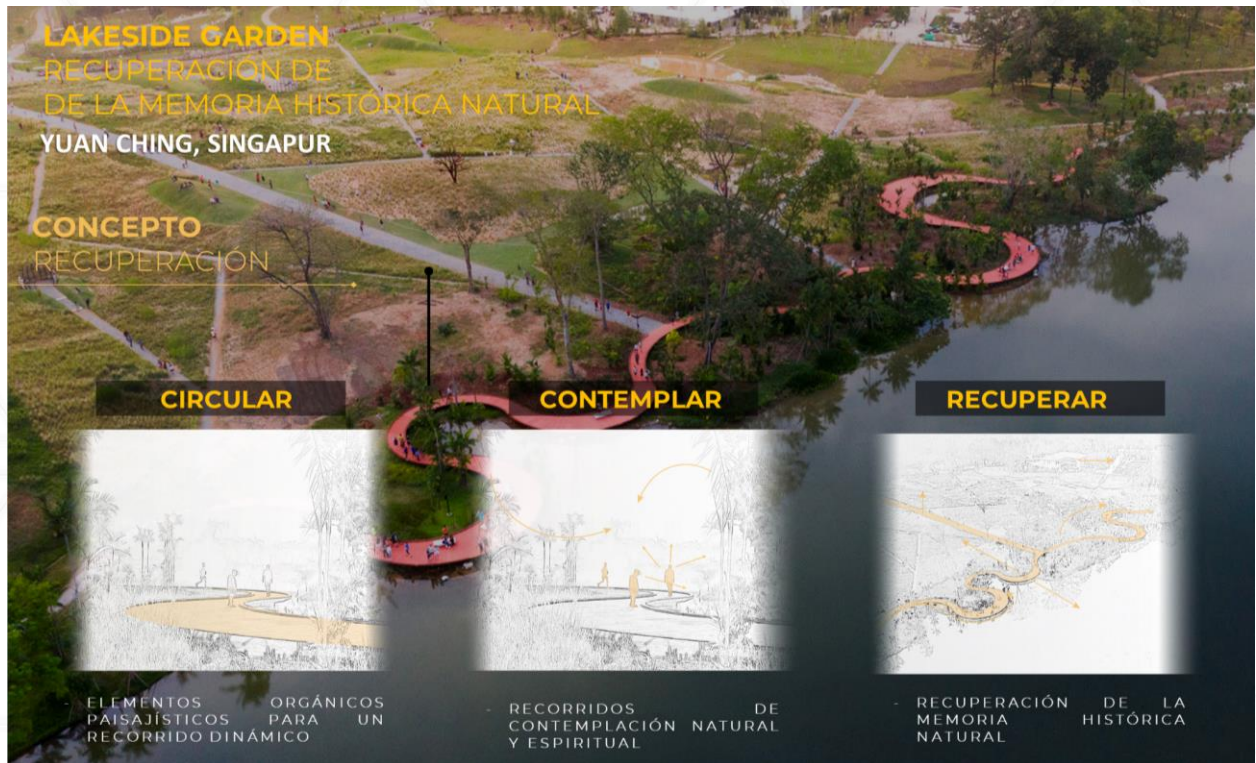 LAKESIDE GARDEN
RECUPERACIÓN DE
DE LA MEMORIA HISTÓRICA NATURAL
YUAN CHING, SINGAPUR
CONCEPTO
RECUPERACIÓN
CIRCULAR
CONTEMPLAR
RECUPERAR
- ELEMENTOS ORGÁNICOS
PAISAJÍSTICOS PARA UN
RECORRIDO DINÁMICO
- RECORRIDOS DE
CONTEMPLACIÓN NATURAL
Y ESPIRITUAL
- RECUPERACIÓN DE LA
MEMORIA HISTÓRICA
NATURAL